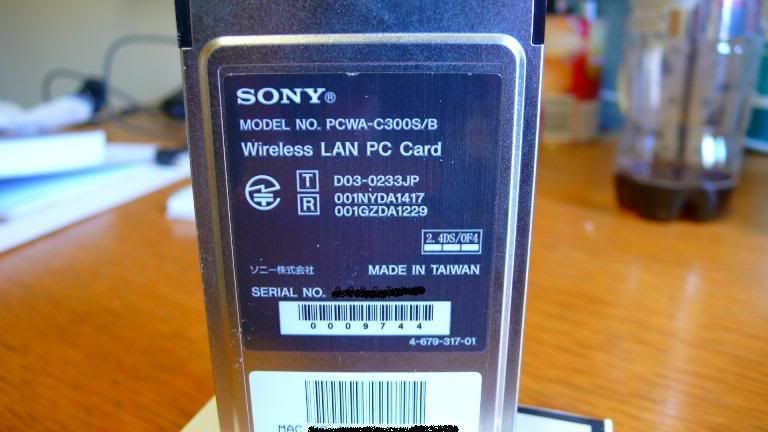 SONY®
MODEL NO. PCWA-C300S/B
Wireless LAN PC Card
T D03-0233JP
R 001NYDA1417
001GZDA1229
2.4DS/OF4
ソニー株式会社 MADE IN TAIWAN
SERIAL NO.
0009744
4-679-317-01
MAC